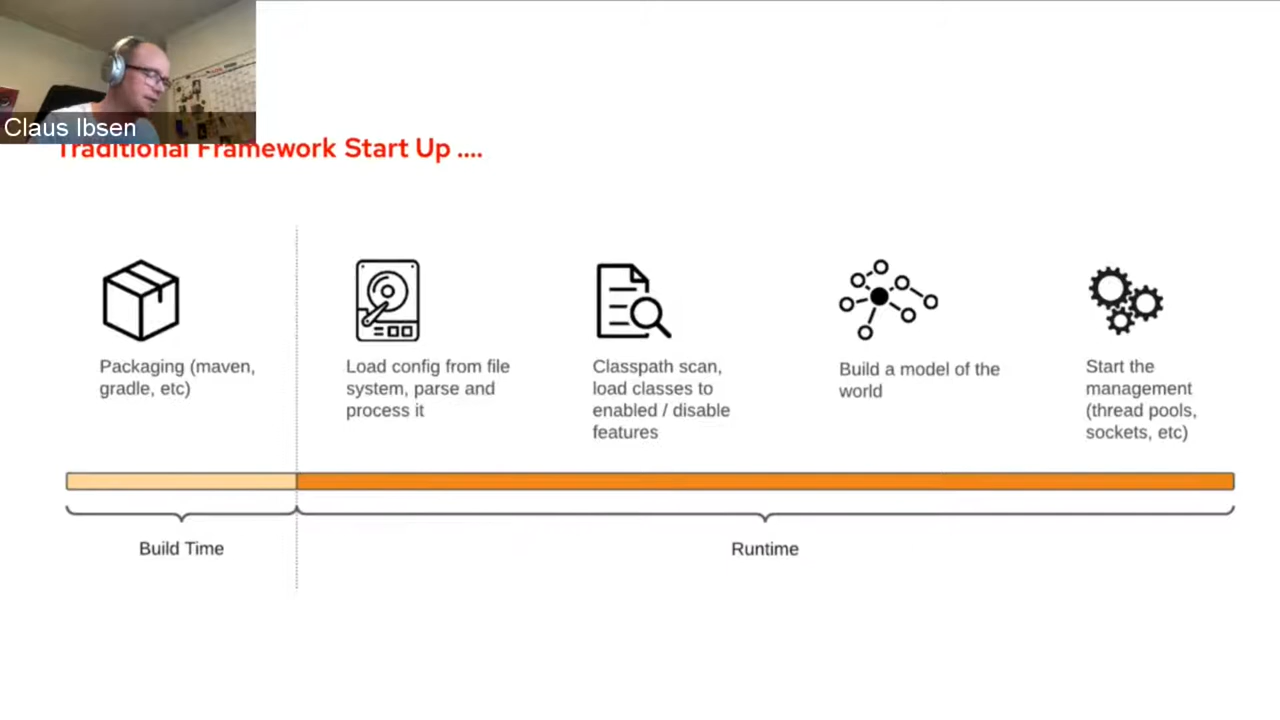 Claus Ibsen
Traditional Framework Start Up ....
Packaging (maven,
gradle, etc)
Load config from file
system, parse and
process it
Classpath scan,
load classes to
enabled / disable
features
Build a model of the
world
Start the
management
(thread pools,
sockets, etc)
Build Time
Runtime